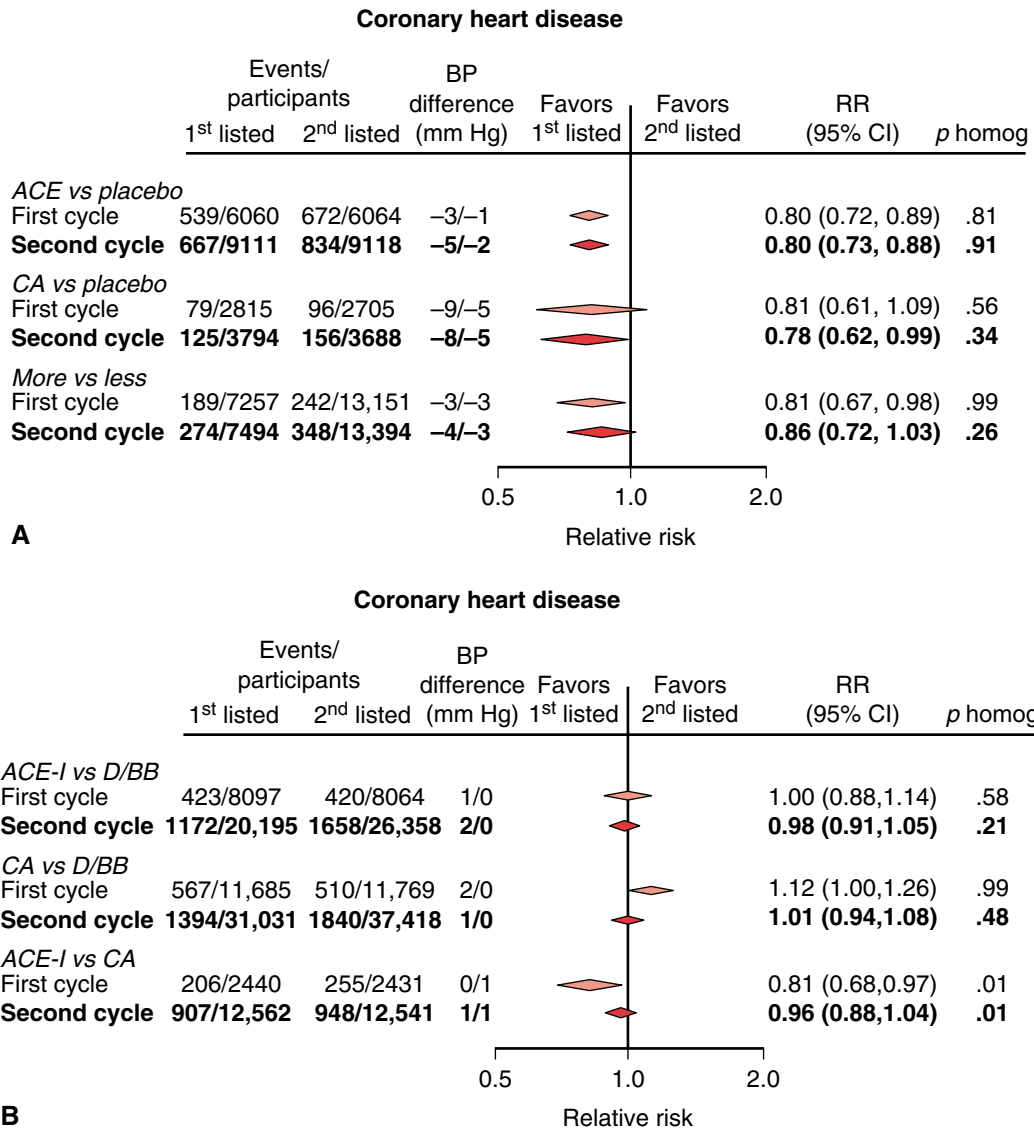 Coronary heart disease
Events/ participants BP difference (mm Hg) Favors 1st listed Favors 2nd listed RR (95% CI) p homog
1st listed 2nd listed
ACE vs placebo
First cycle 539/6060 672/6064 –3/–1 0.80 (0.72, 0.89) .81
Second cycle 667/9111 834/9118 –5/–2 0.80 (0.73, 0.88) .91
CA vs placebo
First cycle 79/2815 96/2705 –9/–5 0.81 (0.61, 1.09) .56
Second cycle 125/3794 156/3688 –8/–5 0.78 (0.62, 0.99) .34
More vs less
First cycle 189/7257 242/13,151 –3/–3 0.81 (0.67, 0.98) .99
Second cycle 274/7494 348/13,394 –4/–3 0.86 (0.72, 1.03) .26
0.5 1.0 2.0
Relative risk
A
Coronary heart disease
Events/ participants BP difference (mm Hg) Favors 1st listed Favors 2nd listed RR (95% CI) p homog
1st listed 2nd listed
ACE-I vs D/BB
First cycle 423/8097 420/8064 1/0 1.00 (0.88,1.14) .58
Second cycle 1172/20,195 1658/26,358 2/0 0.98 (0.91,1.05) .21
CA vs D/BB
First cycle 567/11,685 510/11,769 2/0 1.12 (1.00,1.26) .99
Second cycle 1394/31,031 1840/37,418 1/0 1.01 (0.94,1.08) .48
ACE-I vs CA
First cycle 206/2440 255/2431 0/1 0.81 (0.68,0.97) .01
Second cycle 907/12,562 948/12,541 1/1 0.96 (0.88,1.04) .01
0.5 1.0 2.0
Relative risk
B